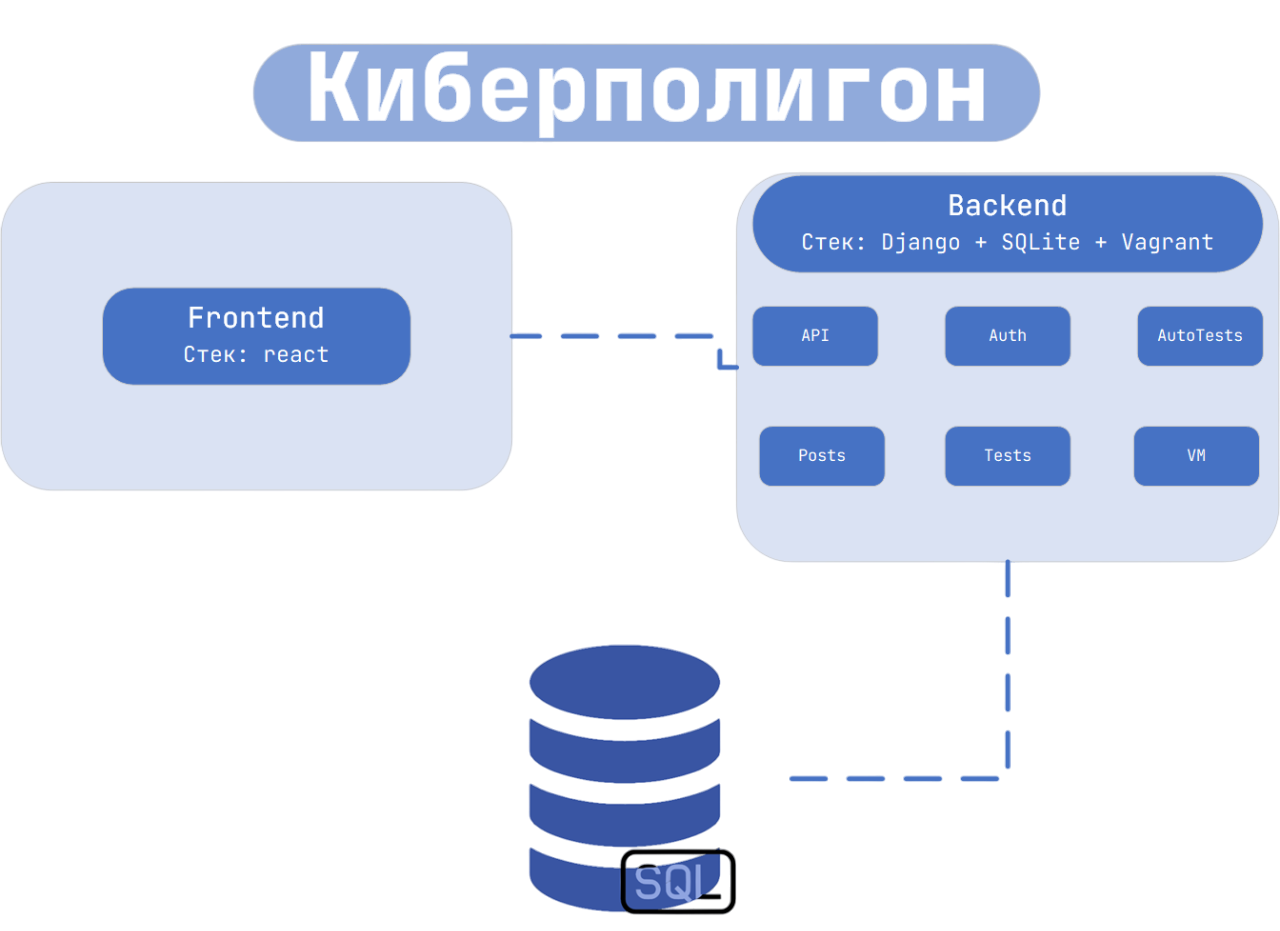 Киберполигон
Frontend
Стек: react
Backend
Стек: Django + SQLite + Vagrant
API
Auth
AutoTests
Posts
Tests
VM
SQL